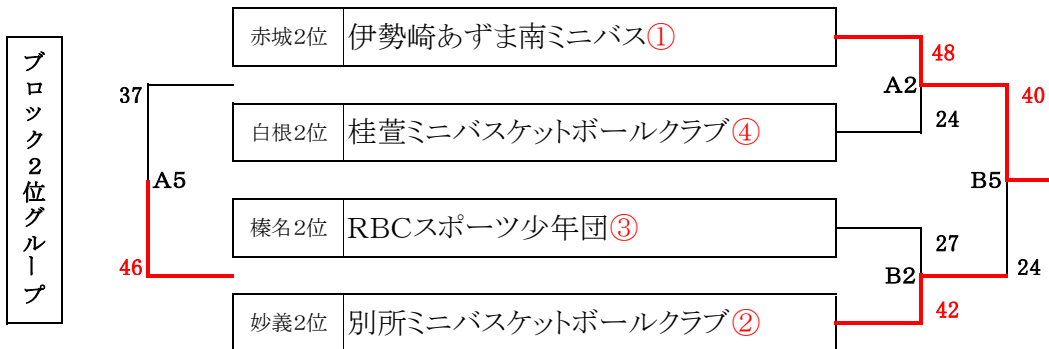 ブロック2位グループ
赤城2位 伊勢崎あずま南ミニバス①
48
A2
40
37
24
白根2位 桂萱ミニバスケットボールクラブ④
A5
B5
榛名2位 RBCスポーツ少年団③
27
46
B2
24
42
妙義2位 別所ミニバスケットボールクラブ②